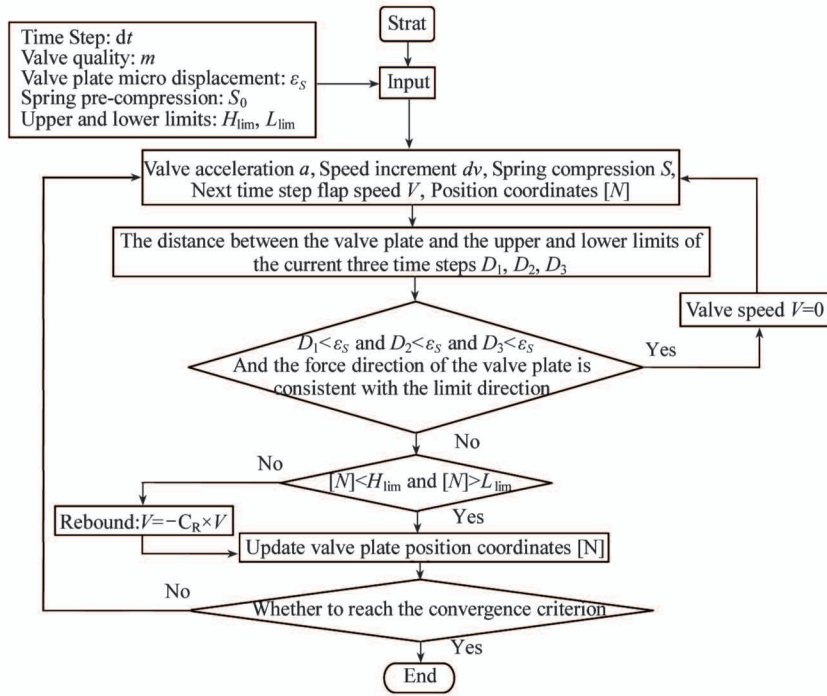 Strat
Time Step: dt
Valve quality: m
Valve plate micro displacement: εS
Spring pre-compression: S0
Upper and lower limits: Hlim, Llim
Input
Valve acceleration a, Speed increment dv, Spring compression S,
Next time step flap speed V, Position coordinates [N]
The distance between the valve plate and the upper and lower limits of
the current three time steps D1, D2, D3
Valve speed V=0
D1<εS and D2<εS and D3<εS
And the force direction of the valve plate is
consistent with the limit direction
Yes
No
[N]<Hlim and [N]>Llim
No
Yes
Rebound:V=−CR×V
Update valve plate position coordinates [N]
Whether to reach the convergence criterion
No
Yes
End